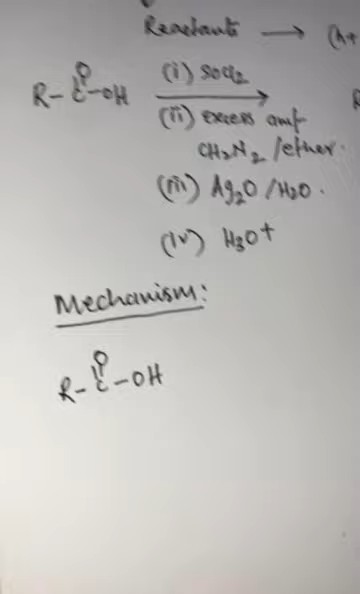 Reactants → (h+
O
R-C-OH (i) SOCl2 R
(ii) excess amt
CH2N2/ether.
(iii) Ag2O/H2O.
(iv) H3O+
Mechanism:
O
R-C-OH